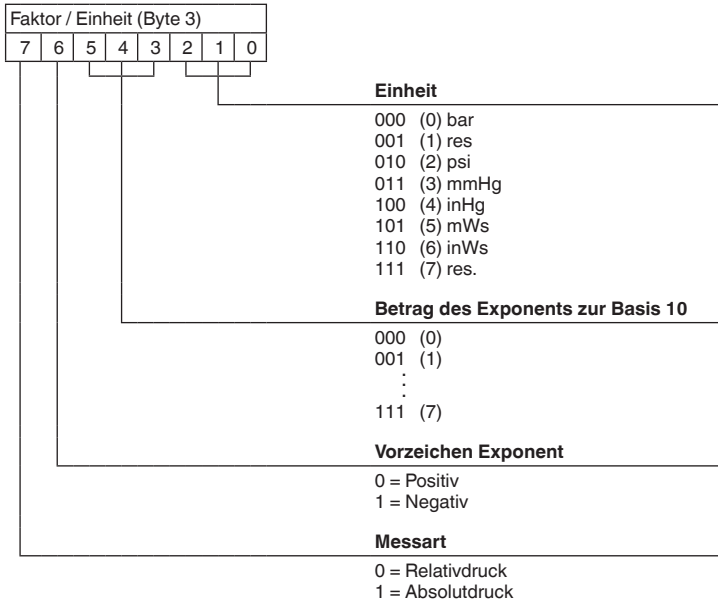 Faktor / Einheit (Byte 3)
7 6 5 4 3 2 1 0
Einheit
000 (0) bar
001 (1) res
010 (2) psi
011 (3) mmHg
100 (4) inHg
101 (5) mWs
110 (6) inWs
111 (7) res.
Betrag des Exponents zur Basis 10
000 (0)
001 (1)
⋮
111 (7)
Vorzeichen Exponent
0 = Positiv
1 = Negativ
Messart
0 = Relativdruck
1 = Absolutdruck